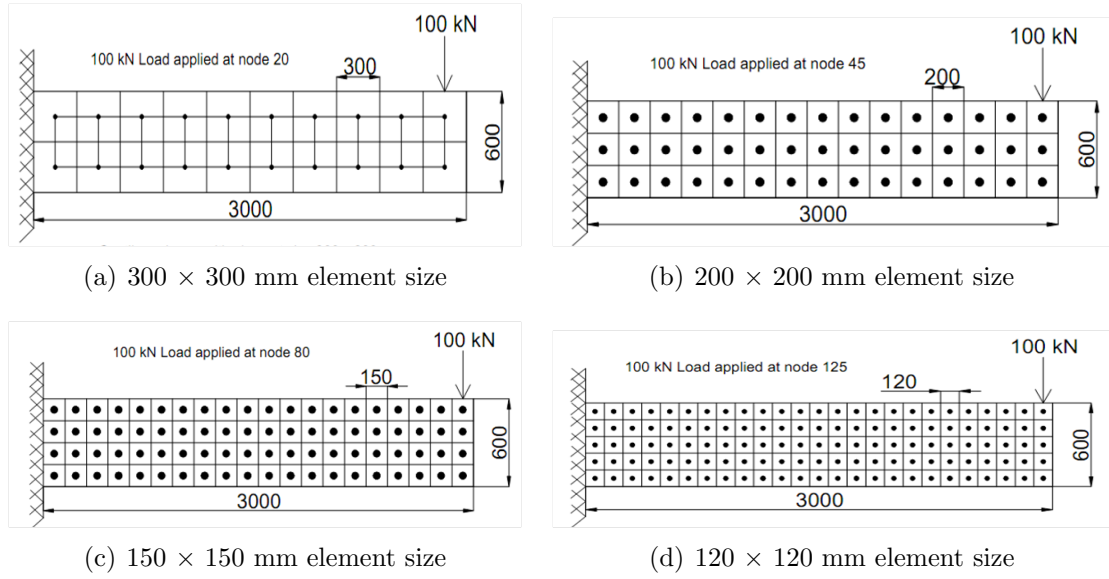 100 kN
100 kN Load applied at node 20
300
600
3000
(a) 300 × 300 mm element size
100 kN
100 kN Load applied at node 45
200
600
3000
(b) 200 × 200 mm element size
100 kN
100 kN Load applied at node 80
150
600
3000
(c) 150 × 150 mm element size
100 kN
100 kN Load applied at node 125
120
600
3000
(d) 120 × 120 mm element size